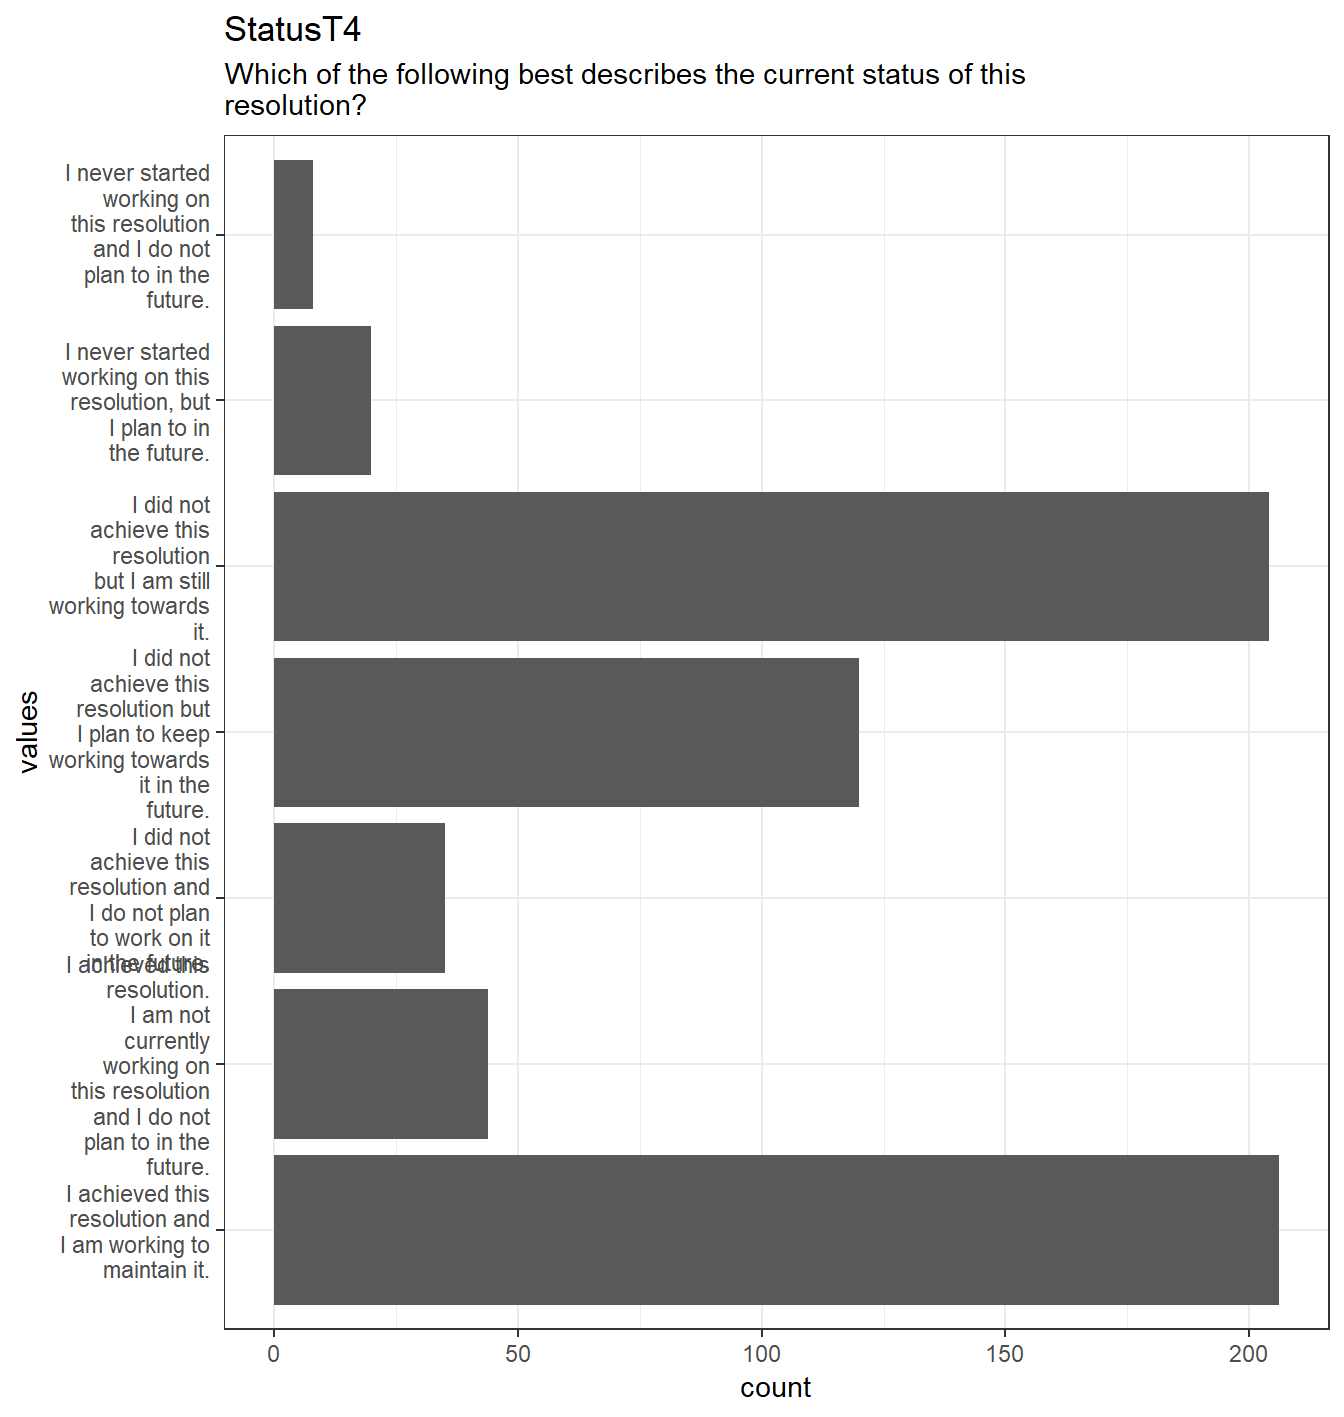 StatusT4
Which of the following best describes the current status of this
resolution?
I never started
working on
this resolution
and I do not
plan to in the
future.
I never started
working on this
resolution, but
I plan to in
the future.
I did not
achieve this
resolution
but I am still
working towards
it.
I did not
achieve this
resolution but
I plan to keep
working towards
it in the
future.
I did not
achieve this
resolution and
I do not plan
to work on it
in the future.
I achieved this
resolution.
I am not
currently
working on
this resolution
and I do not
plan to in the
future.
I achieved this
resolution and
I am working to
maintain it.
values
0 50 100 150 200
count